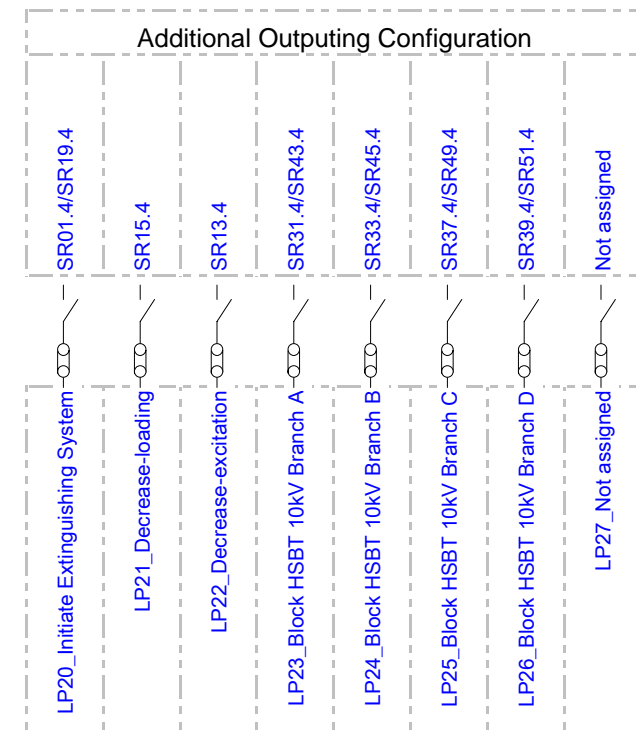 Additional Outputing Configuration
SR01.4/SR19.4
SR15.4
SR13.4
SR31.4/SR43.4
SR33.4/SR45.4
SR37.4/SR49.4
SR39.4/SR51.4
Not assigned
LP20_Initiate Extinguishing System
LP21_Decrease-loading
LP22_Decrease-excitation
LP23_Block HSBT 10kV Branch A
LP24_Block HSBT 10kV Branch B
LP25_Block HSBT 10kV Branch C
LP26_Block HSBT 10kV Branch D
LP27_Not assigned